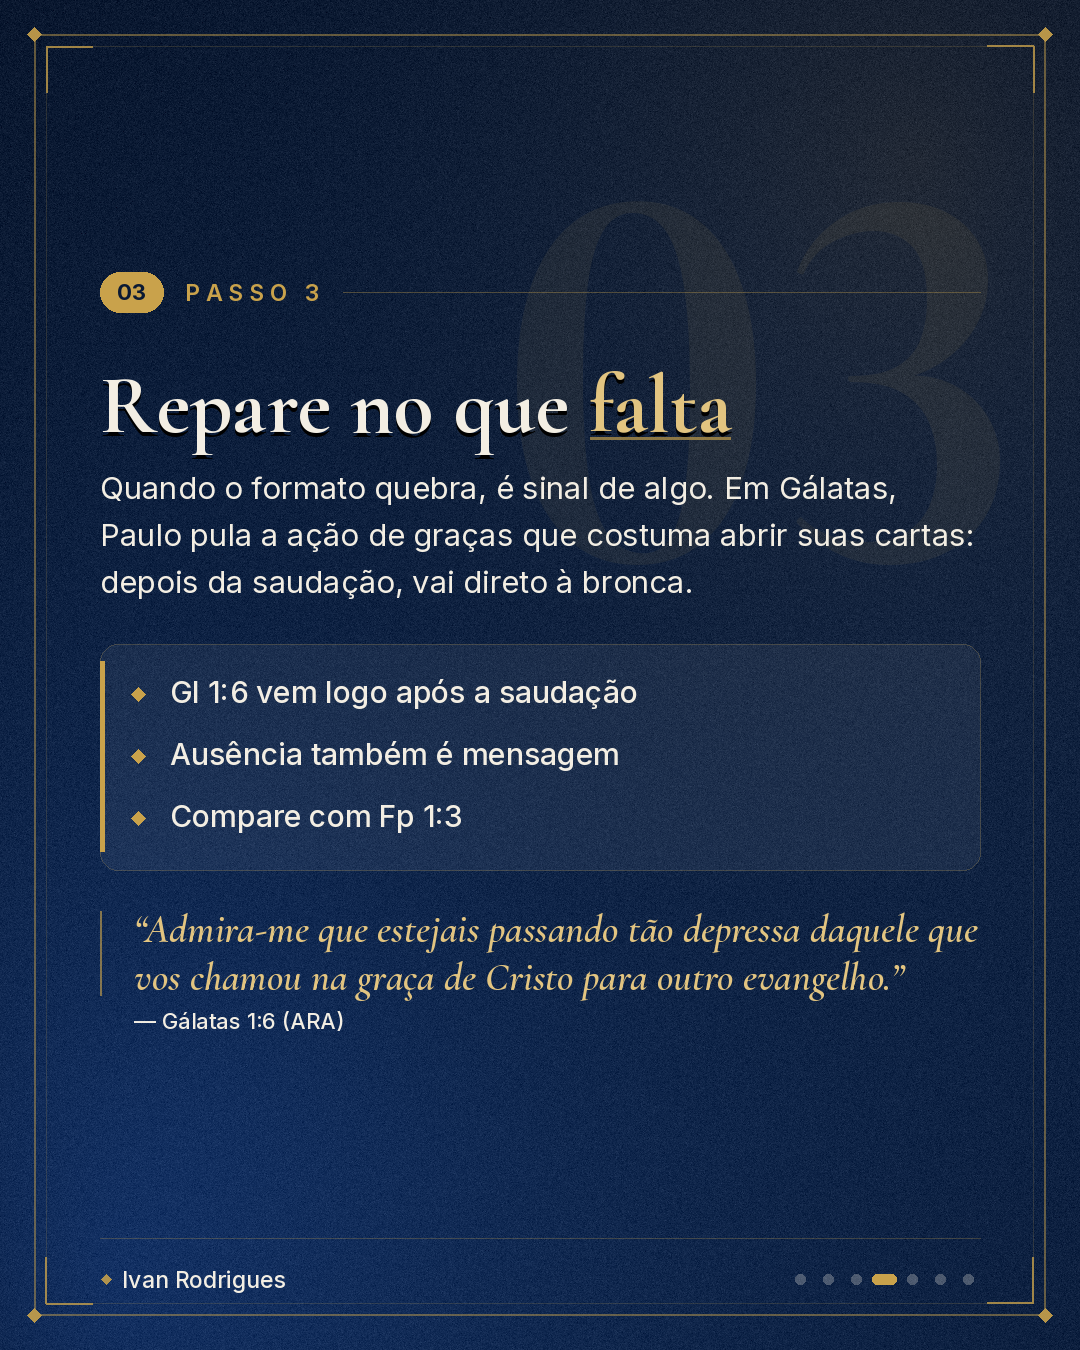 03
03 PASSO 3
Repare no que falta
Quando o formato quebra, é sinal de algo. Em Gálatas,
Paulo pula a ação de graças que costuma abrir suas cartas:
depois da saudação, vai direto à bronca.
Gl 1:6 vem logo após a saudação
Ausência também é mensagem
Compare com Fp 1:3
“Admira-me que estejais passando tão depressa daquele que
vos chamou na graça de Cristo para outro evangelho.”
— Gálatas 1:6 (ARA)
Ivan Rodrigues